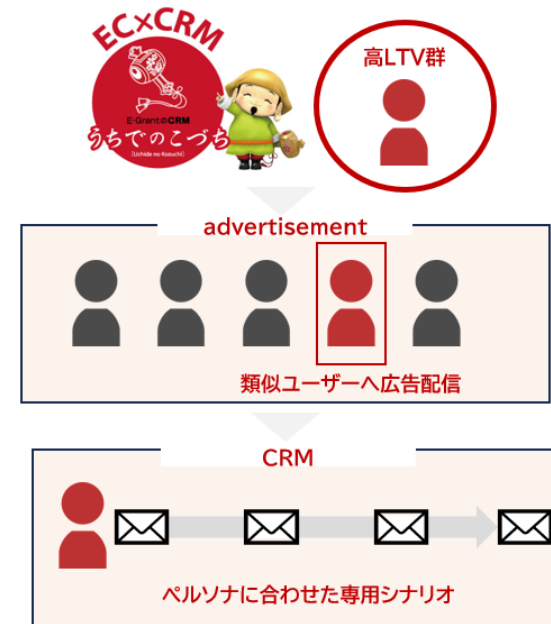 EC×CRM
高LTV群
E-GrantのCRM
うちでのこづち
[Uchide no Kozuchi]
advertisement
類似ユーザーへ広告配信
CRM
ペルソナに合わせた専用シナリオ